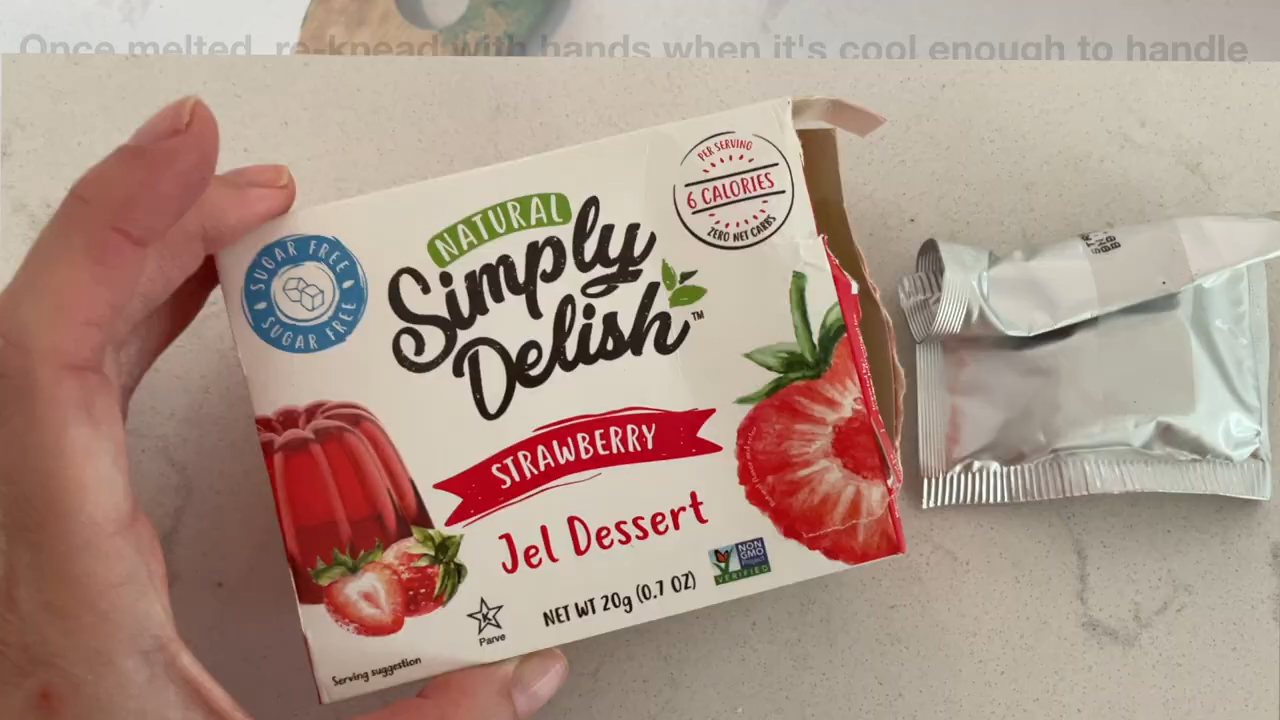 Once melted, re-knead with hands when it's cool enough to handle
PER SERVING
6 CALORIES
ZERO NET CARBS
SUGAR FREE
SUGAR FREE
NATURAL
Simply
Delish™
STRAWBERRY
Jel Dessert
NON
GMO
Project
VERIFIED
NET WT 20g (0.7 OZ)
K
Parve
Serving suggestion